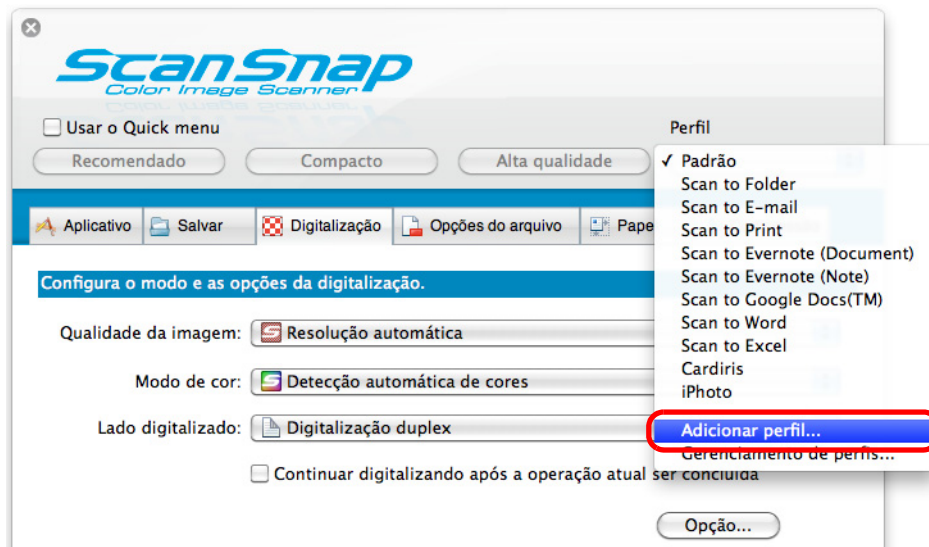 ScanSnap
Color Image Scanner
Usar o Quick menu
Perfil
Recomendado
Compacto
Alta qualidade
✓ Padrão
Scan to Folder
Scan to E-mail
Scan to Print
Scan to Evernote (Document)
Scan to Evernote (Note)
Scan to Google Docs(TM)
Scan to Word
Scan to Excel
Cardiris
iPhoto
Adicionar perfil...
Gerenciamento de perfis...
Aplicativo
Salvar
Digitalização
Opções do arquivo
Pape
Configura o modo e as opções da digitalização.
Qualidade da imagem: Resolução automática
Modo de cor: Detecção automática de cores
Lado digitalizado: Digitalização duplex
Continuar digitalizando após a operação atual ser concluída
Opção...